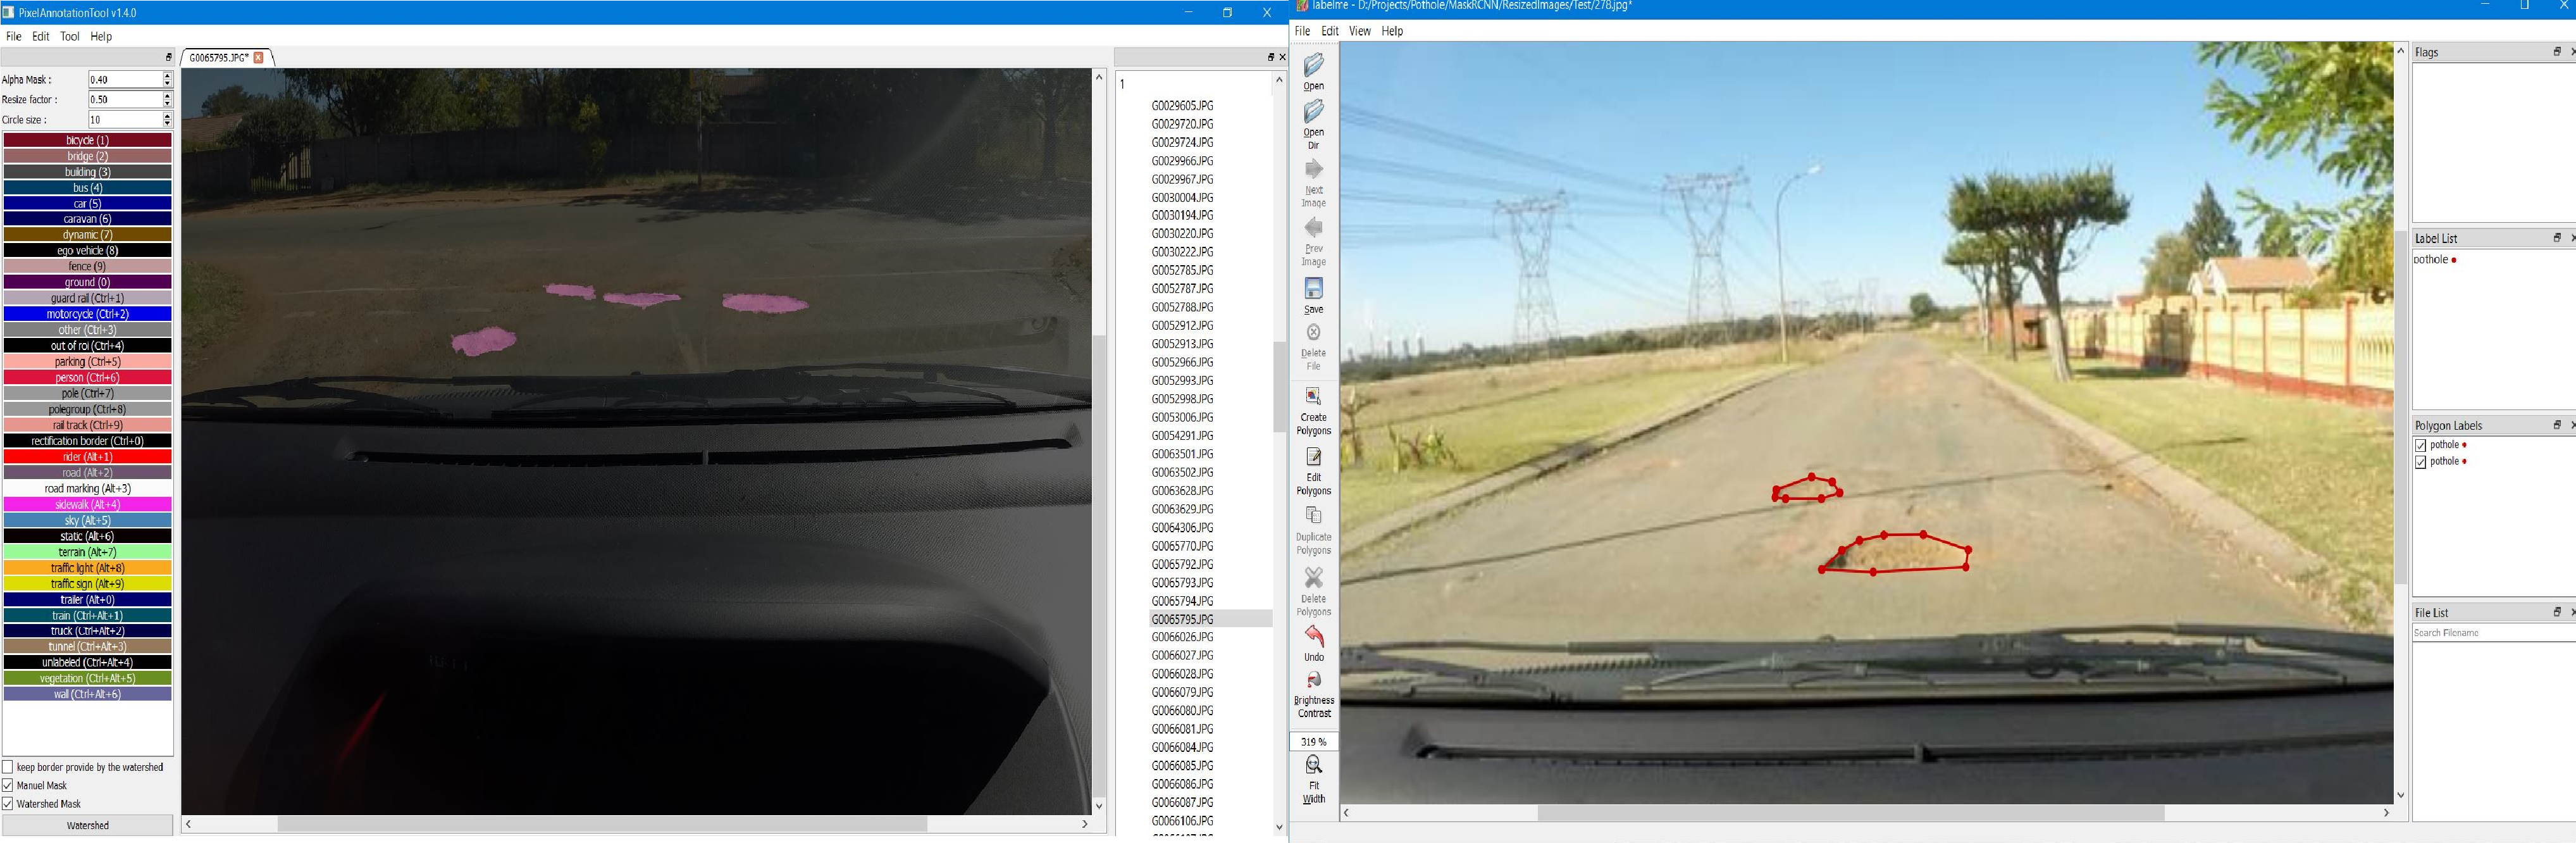 PixelAnnotationTool v1.4.0
File Edit Tool Help
Alpha Mask : 0.40
Resize factor : 0.50
Circle size : 10
bicycle (1)
bridge (2)
building (3)
bus (4)
car (5)
caravan (6)
dynamic (7)
ego vehicle (8)
fence (9)
ground (0)
guard rail (Ctrl+1)
motorcycle (Ctrl+2)
other (Ctrl+3)
out of roi (Ctrl+4)
parking (Ctrl+5)
person (Ctrl+6)
pole (Ctrl+7)
polegroup (Ctrl+8)
rail track (Ctrl+9)
rectification border (Ctrl+0)
rider (Alt+1)
road (Alt+2)
road marking (Alt+3)
sidewalk (Alt+4)
sky (Alt+5)
static (Alt+6)
terrain (Alt+7)
traffic light (Alt+8)
traffic sign (Alt+9)
trailer (Alt+0)
train (Ctrl+Alt+1)
truck (Ctrl+Alt+2)
tunnel (Ctrl+Alt+3)
unlabeled (Ctrl+Alt+4)
vegetation (Ctrl+Alt+5)
wall (Ctrl+Alt+6)
keep border provide by the watershed
Manuel Mask
Watershed Mask
Watershed
G0065795.JPG*
1
G0029605.JPG
G0029720.JPG
G0029724.JPG
G0029966.JPG
G0029967.JPG
G0030004.JPG
G0030194.JPG
G0030220.JPG
G0030222.JPG
G0052785.JPG
G0052787.JPG
G0052788.JPG
G0052912.JPG
G0052913.JPG
G0052966.JPG
G0052993.JPG
G0052998.JPG
G0053006.JPG
G0054291.JPG
G0063501.JPG
G0063502.JPG
G0063628.JPG
G0063629.JPG
G0064306.JPG
G0065770.JPG
G0065792.JPG
G0065793.JPG
G0065794.JPG
G0065795.JPG
G0066026.JPG
G0066027.JPG
G0066028.JPG
G0066079.JPG
G0066080.JPG
G0066081.JPG
G0066084.JPG
G0066085.JPG
G0066086.JPG
G0066087.JPG
G0066106.JPG
labelme - D:/Projects/Pothole/MaskRCNN/ResizedImages/Test/278.jpg*
File Edit View Help
Open
Open
Dir
Next
Image
Prev
Image
Save
Delete
File
Create
Polygons
Edit
Polygons
Duplicate
Polygons
Delete
Polygons
Undo
Brightness
Contrast
319 %
Fit
Width
Flags
Label List
pothole
Polygon Labels
pothole
pothole
File List
Search Filename